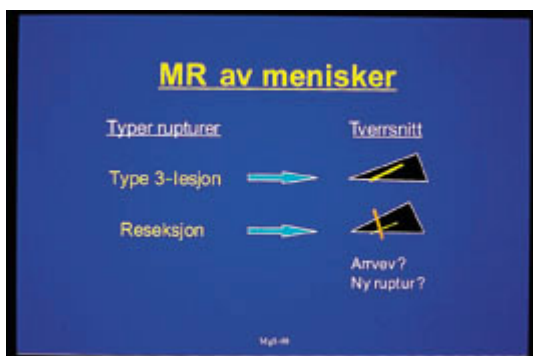 MR av menisker
Typer rupturer Tverrsnitt
Type 3-lesjon
Reseksjon
Arrvev?
Ny ruptur?